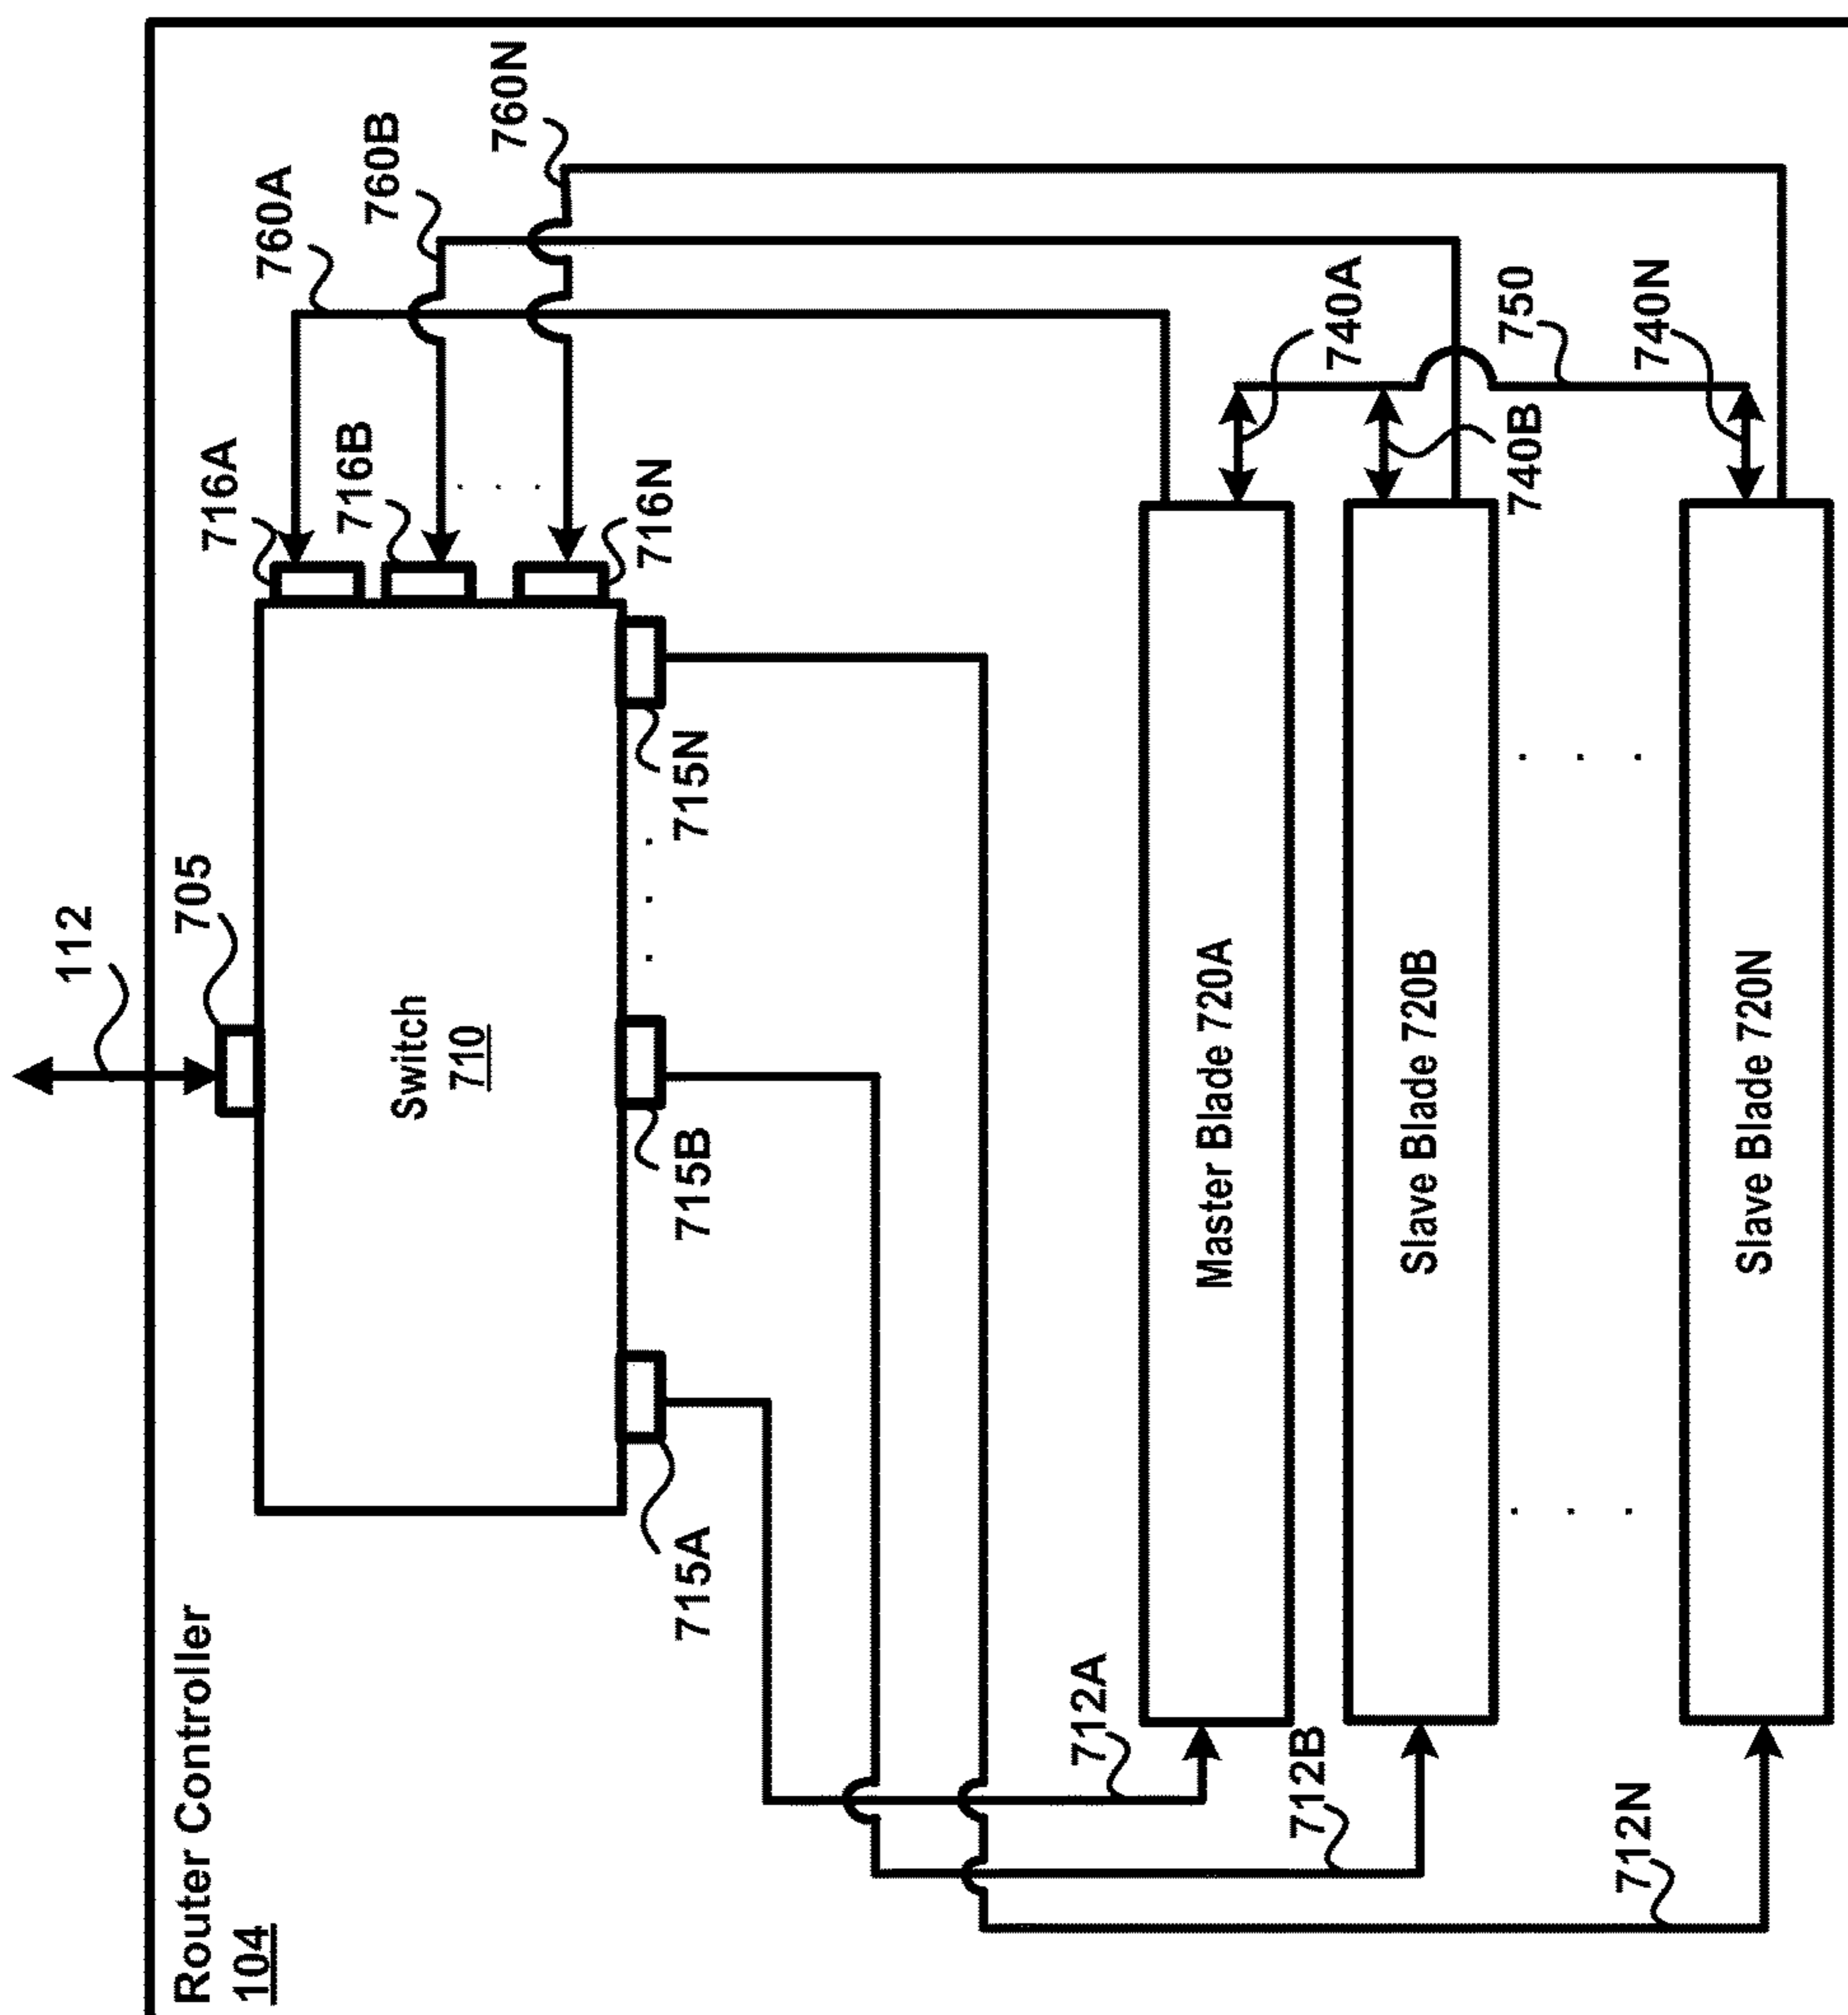 Router Controller
104
112
705
Switch
710
715A
715B
715N
716A
716B
716N
760A
760B
760N
712A
712B
712N
Master Blade 720A
Slave Blade 720B
Slave Blade 720N
740A
740B
750
740N
. . .
. . .
. . .
. . .